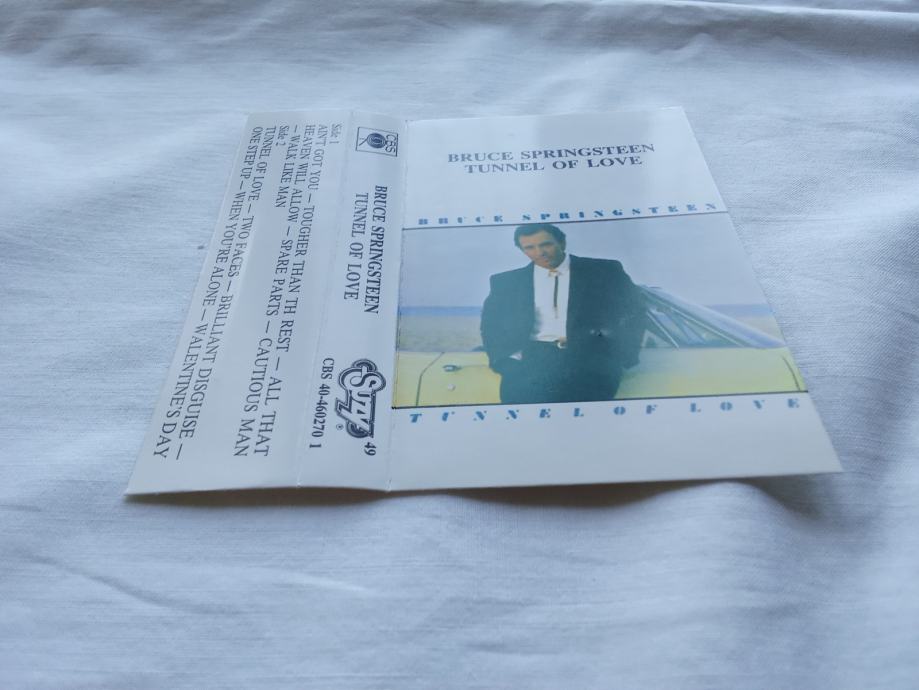 BRUCE SPRINGSTEEN
TUNNEL OF LOVE
BRUCE SPRINGSTEEN
TUNNEL OF LOVE
CBS
BRUCE SPRINGSTEEN
TUNNEL OF LOVE
49
CBS 40-460270 1
Side 1
AIN'T GOT YOU — TOUGHER THAN TH REST — ALL THAT
HEAVEN WILL ALLOW — SPARE PARTS — CAUTIOUS MAN
— WALK LIKE MAN
Side 2
TUNNEL OF LOVE — TWO FACES — BRILLIANT DISGUISE —
ONE STEP UP — WHEN YOU'RE ALONE — WALENTINE'S DAY